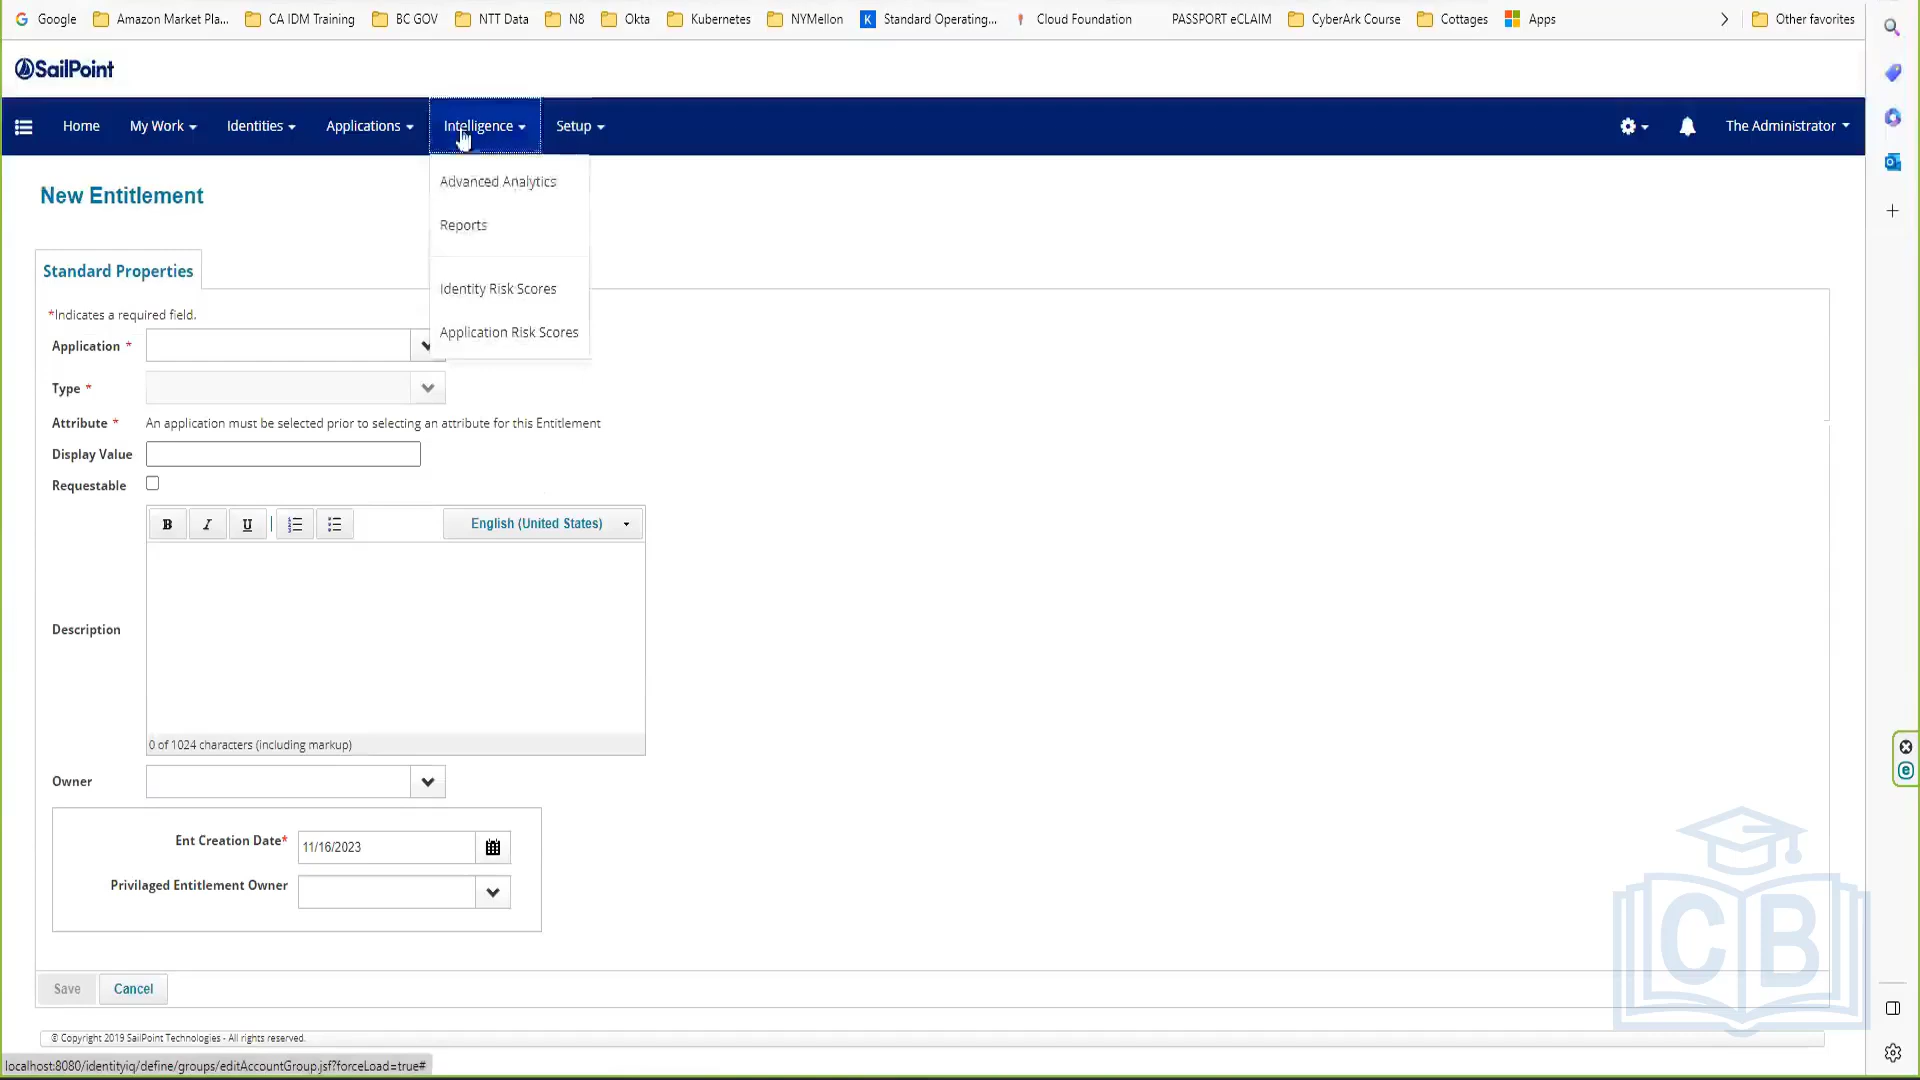 Google Amazon Market Pla... CA IDM Training BC GOV NTT Data N8 Okta Kubernetes NYMellon K Standard Operating... Cloud Foundation PASSPORT eCLAIM CyberArk Course Cottages Apps Other favorites
SailPoint
Home My Work Identities Applications Intelligence Setup The Administrator
Advanced Analytics
Reports
Identity Risk Scores
Application Risk Scores
New Entitlement
Standard Properties
*Indicates a required field.
Application *
Type *
Attribute * An application must be selected prior to selecting an attribute for this Entitlement
Display Value
Requestable
B I U English (United States)
Description
0 of 1024 characters (including markup)
Owner
Ent Creation Date* 11/16/2023
Privilaged Entitlement Owner
Save Cancel
© Copyright 2019 SailPoint Technologies - All rights reserved.
localhost:8080/identityiq/define/groups/editAccountGroup.jsf?forceLoad=true#
CB